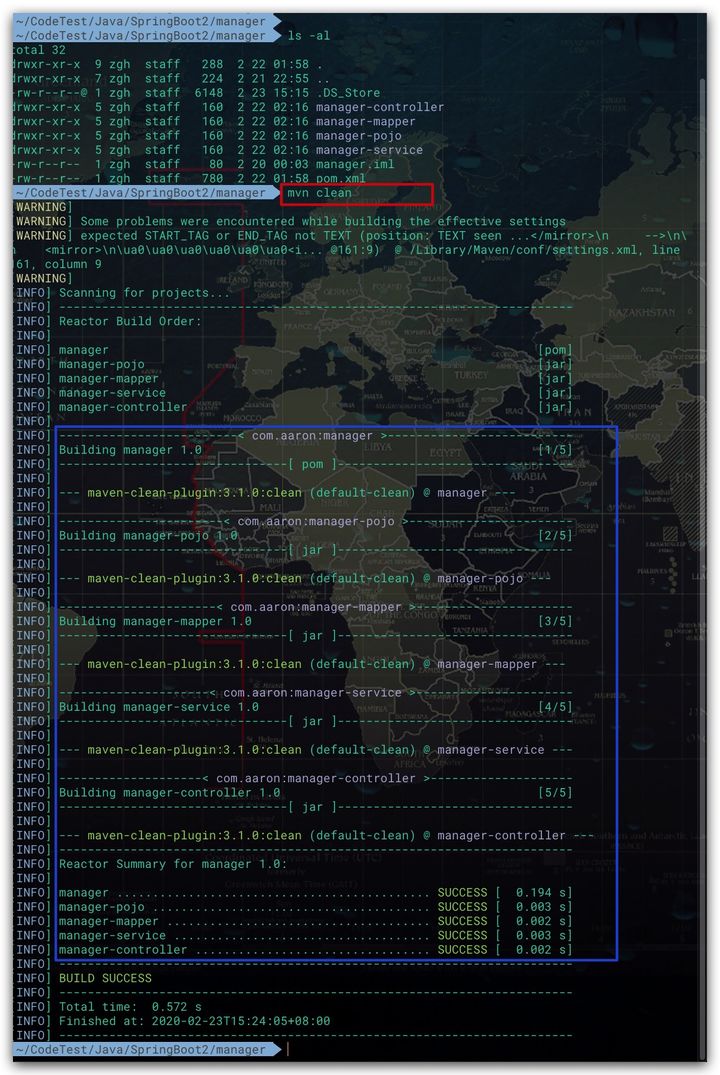 ~/CodeTest/Java/SpringBoot2/manager
~/CodeTest/Java/SpringBoot2/manager ls -al
otal 32
drwxr-xr-x 9 zgh staff 288 2 22 01:58 .
drwxr-xr-x 7 zgh staff 224 2 21 22:55 ..
-rw-r--r--@ 1 zgh staff 6148 2 23 15:15 .DS_Store
drwxr-xr-x 5 zgh staff 160 2 22 02:16 manager-controller
drwxr-xr-x 5 zgh staff 160 2 22 02:16 manager-mapper
drwxr-xr-x 5 zgh staff 160 2 22 02:16 manager-pojo
drwxr-xr-x 5 zgh staff 160 2 22 02:16 manager-service
-rw-r--r-- 1 zgh staff 80 2 20 00:03 manager.iml
-rw-r--r-- 1 zgh staff 782 2 22 01:58 pom.xml
~/CodeTest/Java/SpringBoot2/manager mvn clean
WARNING]
WARNING] Some problems were encountered while building the effective settings
WARNING] expected START_TAG or END_TAG not TEXT (position: TEXT seen ...</mirror>\n     -->\n\
n    <mirror>\n\ua0\ua0\ua0\ua0\ua0\ua0<i... @161:9)  @ /Library/Maven/conf/settings.xml, line
61, column 9
WARNING]
INFO] Scanning for projects...
INFO] ------------------------------------------------------------------------
INFO] Reactor Build Order:
INFO]
INFO] manager [pom]
INFO] manager-pojo [jar]
INFO] manager-mapper [jar]
INFO] manager-service [jar]
INFO] manager-controller [jar]
INFO]
INFO] -------------------------< com.aaron:manager >--------------------------
INFO] Building manager 1.0 [1/5]
INFO] --------------------------------[ pom ]---------------------------------
INFO]
INFO] --- maven-clean-plugin:3.1.0:clean (default-clean) @ manager ---
INFO]
INFO] -----------------------< com.aaron:manager-pojo >-----------------------
INFO] Building manager-pojo 1.0 [2/5]
INFO] --------------------------------[ jar ]---------------------------------
INFO]
INFO] --- maven-clean-plugin:3.1.0:clean (default-clean) @ manager-pojo ---
INFO]
INFO] ----------------------< com.aaron:manager-mapper >----------------------
INFO] Building manager-mapper 1.0 [3/5]
INFO] --------------------------------[ jar ]---------------------------------
INFO]
INFO] --- maven-clean-plugin:3.1.0:clean (default-clean) @ manager-mapper ---
INFO]
INFO] ---------------------< com.aaron:manager-service >----------------------
INFO] Building manager-service 1.0 [4/5]
INFO] --------------------------------[ jar ]---------------------------------
INFO]
INFO] --- maven-clean-plugin:3.1.0:clean (default-clean) @ manager-service ---
INFO]
INFO] --------------------< com.aaron:manager-controller >--------------------
INFO] Building manager-controller 1.0 [5/5]
INFO] --------------------------------[ jar ]---------------------------------
INFO]
INFO] --- maven-clean-plugin:3.1.0:clean (default-clean) @ manager-controller ---
INFO] ------------------------------------------------------------------------
INFO] Reactor Summary for manager 1.0:
INFO]
INFO] manager ............................................ SUCCESS [  0.194 s]
INFO] manager-pojo ....................................... SUCCESS [  0.003 s]
INFO] manager-mapper ..................................... SUCCESS [  0.002 s]
INFO] manager-service .................................... SUCCESS [  0.003 s]
INFO] manager-controller ................................. SUCCESS [  0.002 s]
INFO] ------------------------------------------------------------------------
INFO] BUILD SUCCESS
INFO] ------------------------------------------------------------------------
INFO] Total time:  0.572 s
INFO] Finished at: 2020-02-23T15:24:05+08:00
INFO] ------------------------------------------------------------------------
~/CodeTest/Java/SpringBoot2/manager